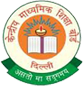 केन्द्रीय माध्यमिक शिक्षा बोर्ड
दिल्ली
असतो मा सद्गमय